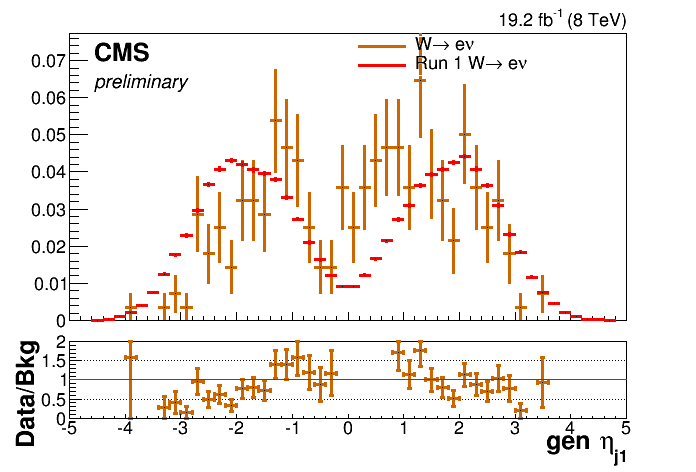 19.2 fb⁻¹ (8 TeV)
CMS
preliminary
W→ eν
Run 1 W→ eν
0.07
0.06
0.05
0.04
0.03
0.02
0.01
0
Data/Bkg
2
1.5
1
0.5
0
-5 -4 -3 -2 -1 0 1 2 3 4 5
gen η_j1